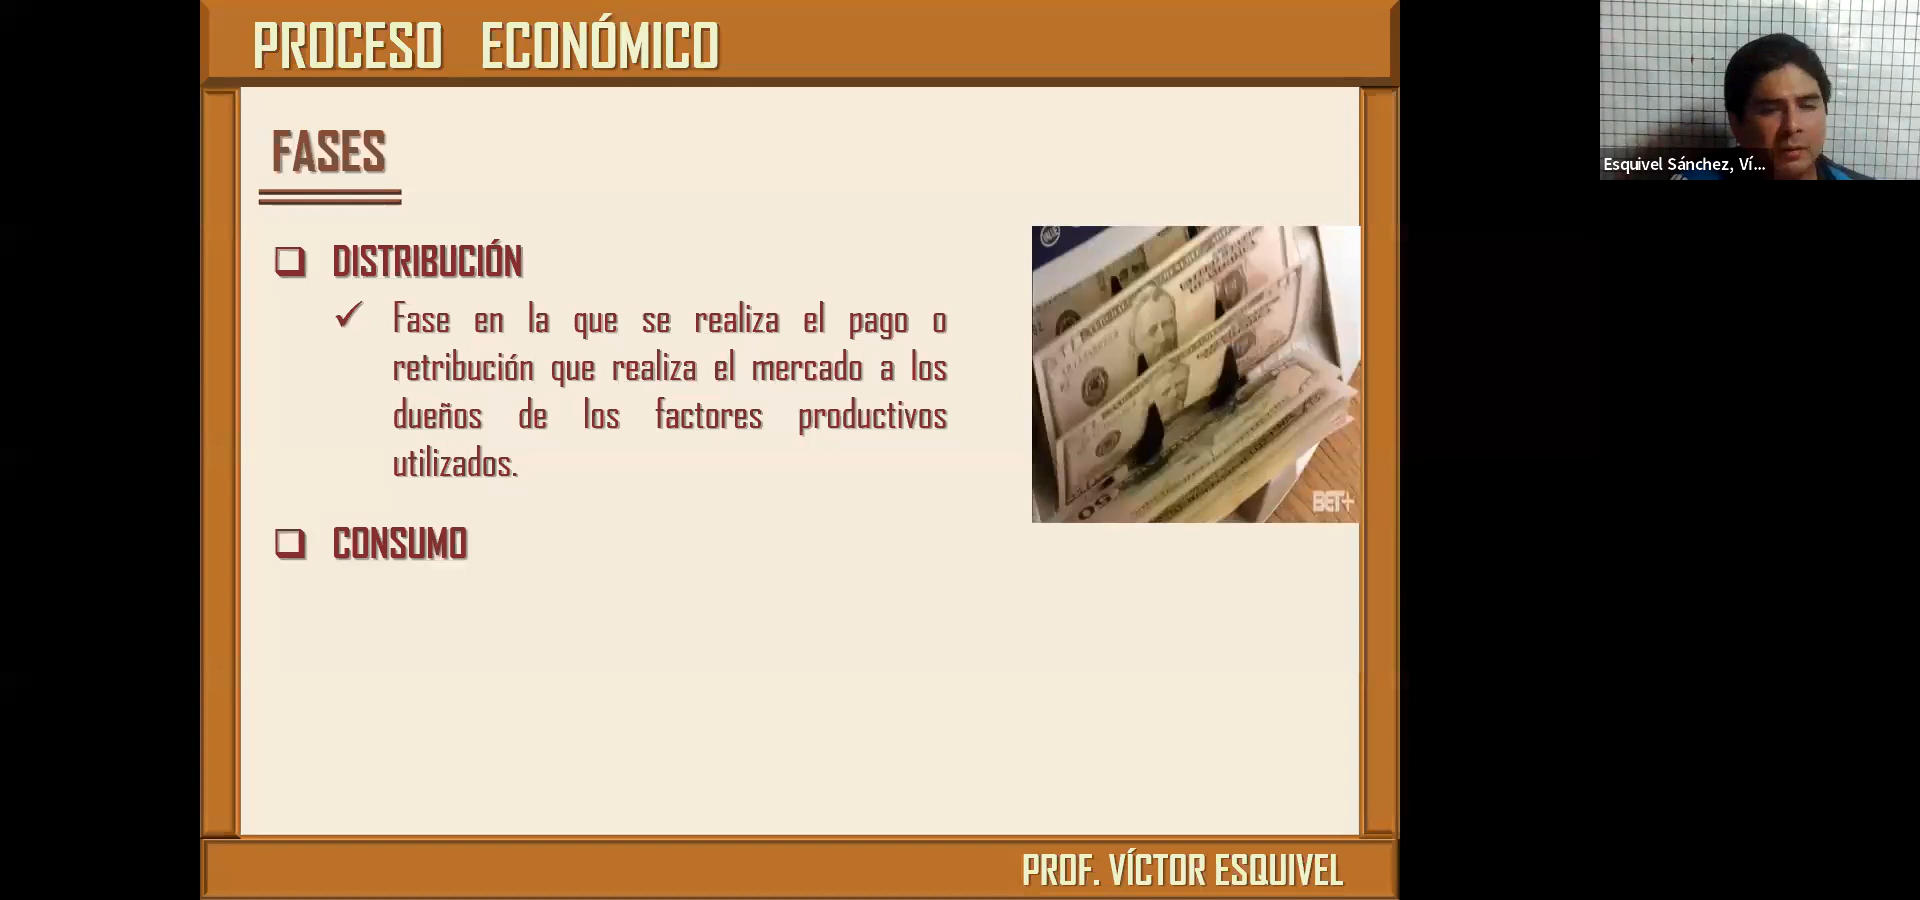 PROCESO ECONÓMICO
Esquivel Sánchez, Ví...
FASES
DISTRIBUCIÓN
Fase en la que se realiza el pago o
retribución que realiza el mercado a los
dueños de los factores productivos
utilizados.
BET+
CONSUMO
PROF. VÍCTOR ESQUIVEL